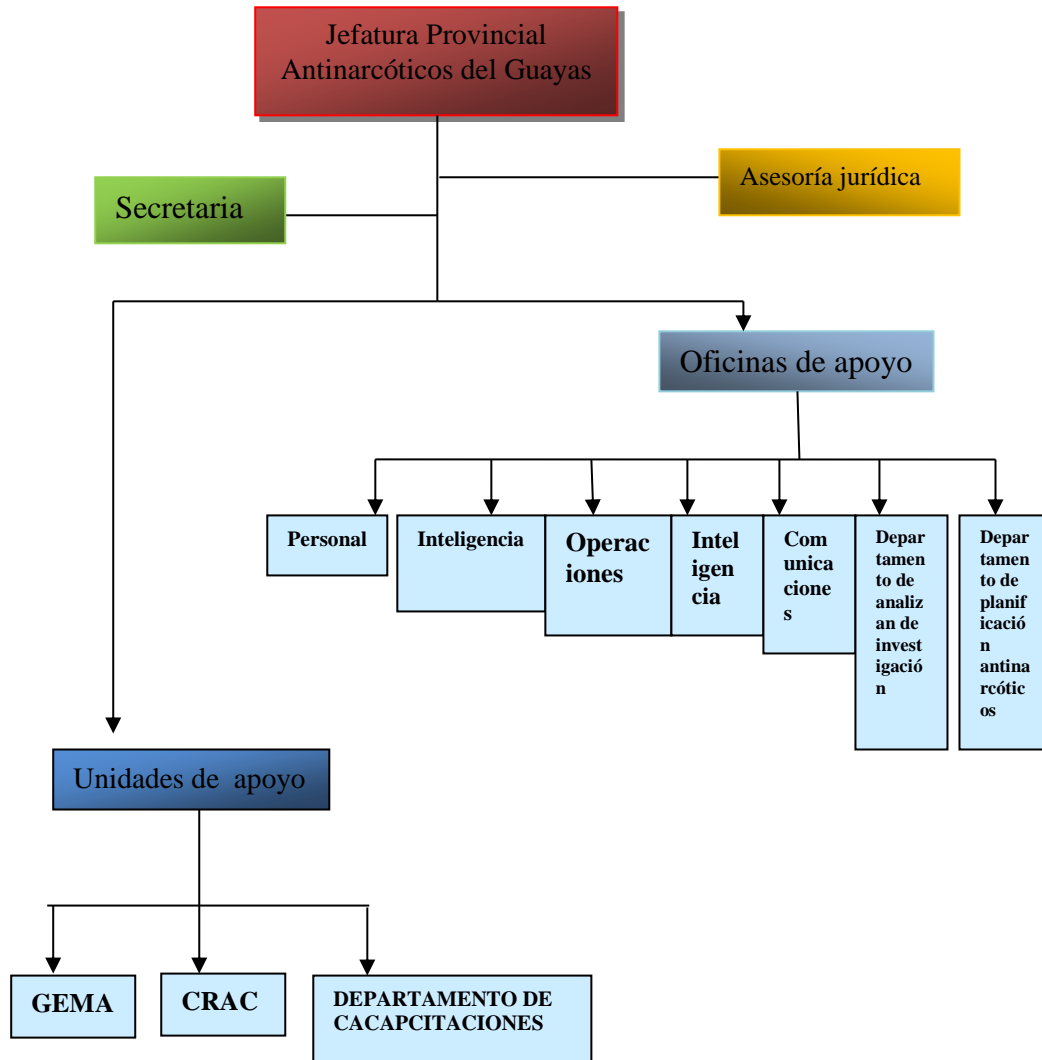 Jefatura Provincial
Antinarcóticos del Guayas
Asesoría jurídica
Secretaria
Oficinas de apoyo
Personal
Inteligencia
Operac
iones
Intel
igen
cia
Com
unica
cione
s
Depar
tamen
to de
analiz
an de
invest
igació
n
Depar
tamen
to de
planif
icació
n
antina
rcótic
os
Unidades de  apoyo
GEMA
CRAC
DEPARTAMENTO DE
CACAPCITACIONES